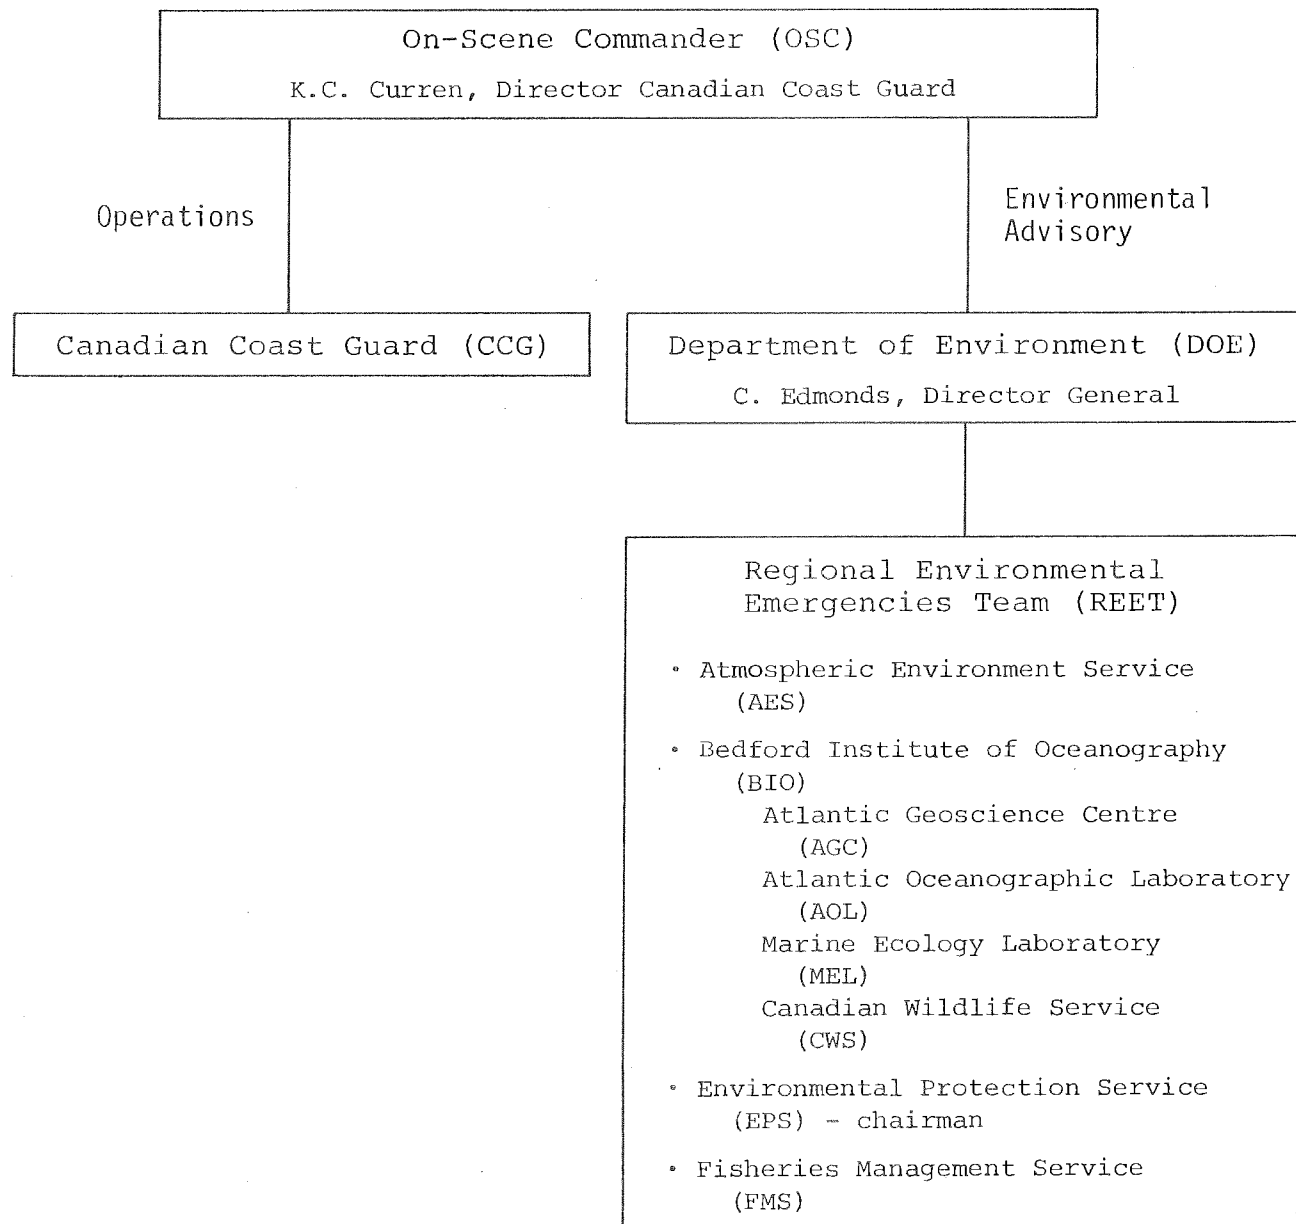 On-Scene Commander (OSC)
K.C. Curren, Director Canadian Coast Guard
Operations
Environmental
Advisory
Canadian Coast Guard (CCG)
Department of Environment (DOE)
C. Edmonds, Director General
Regional Environmental
Emergencies Team (REET)
• Atmospheric Environment Service
(AES)
• Bedford Institute of Oceanography
(BIO)
Atlantic Geoscience Centre
(AGC)
Atlantic Oceanographic Laboratory
(AOL)
Marine Ecology Laboratory
(MEL)
Canadian Wildlife Service
(CWS)
• Environmental Protection Service
(EPS) - chairman
• Fisheries Management Service
(FMS)